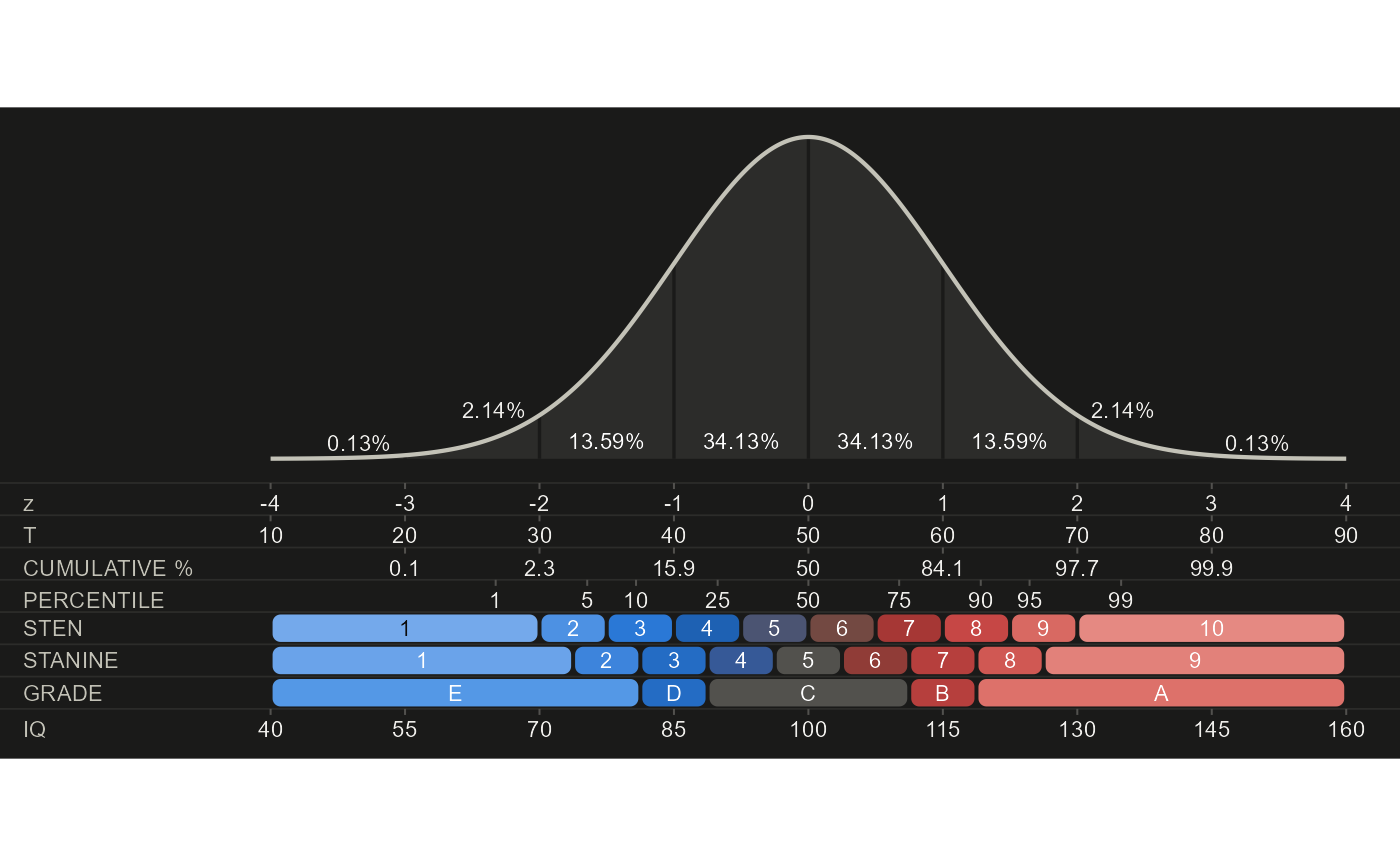 2.14% 2.14%
0.13% 13.59% 34.13% 34.13% 13.59% 0.13%
z -4 -3 -2 -1 0 1 2 3 4
T 10 20 30 40 50 60 70 80 90
CUMULATIVE % 0.1 2.3 15.9 50 84.1 97.7 99.9
PERCENTILE 1 5 10 25 50 75 90 95 99
STEN 1 2 3 4 5 6 7 8 9 10
STANINE 1 2 3 4 5 6 7 8 9
GRADE E D C B A
IQ 40 55 70 85 100 115 130 145 160